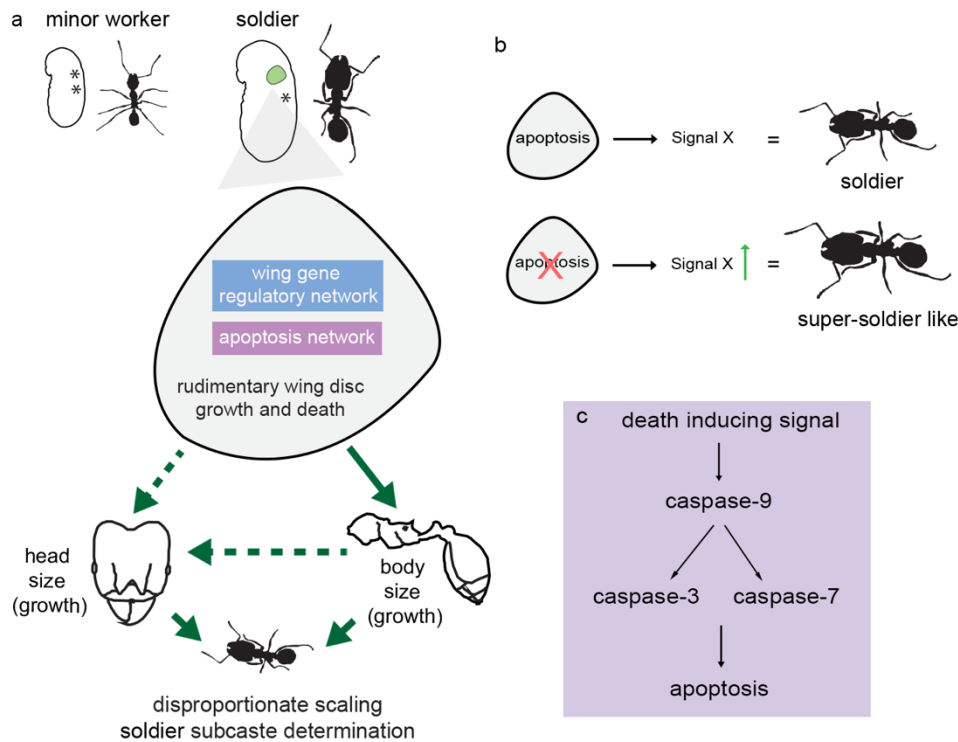 a
minor worker
soldier
*
*
*
wing gene
regulatory network
apoptosis network
rudimentary wing disc
growth and death
head
size
(growth)
body
size
(growth)
disproportionate scaling
soldier subcaste determination
b
apoptosis
Signal X
=
soldier
apoptosis
X
Signal X
=
super-soldier like
c
death inducing signal
caspase-9
caspase-3
caspase-7
apoptosis